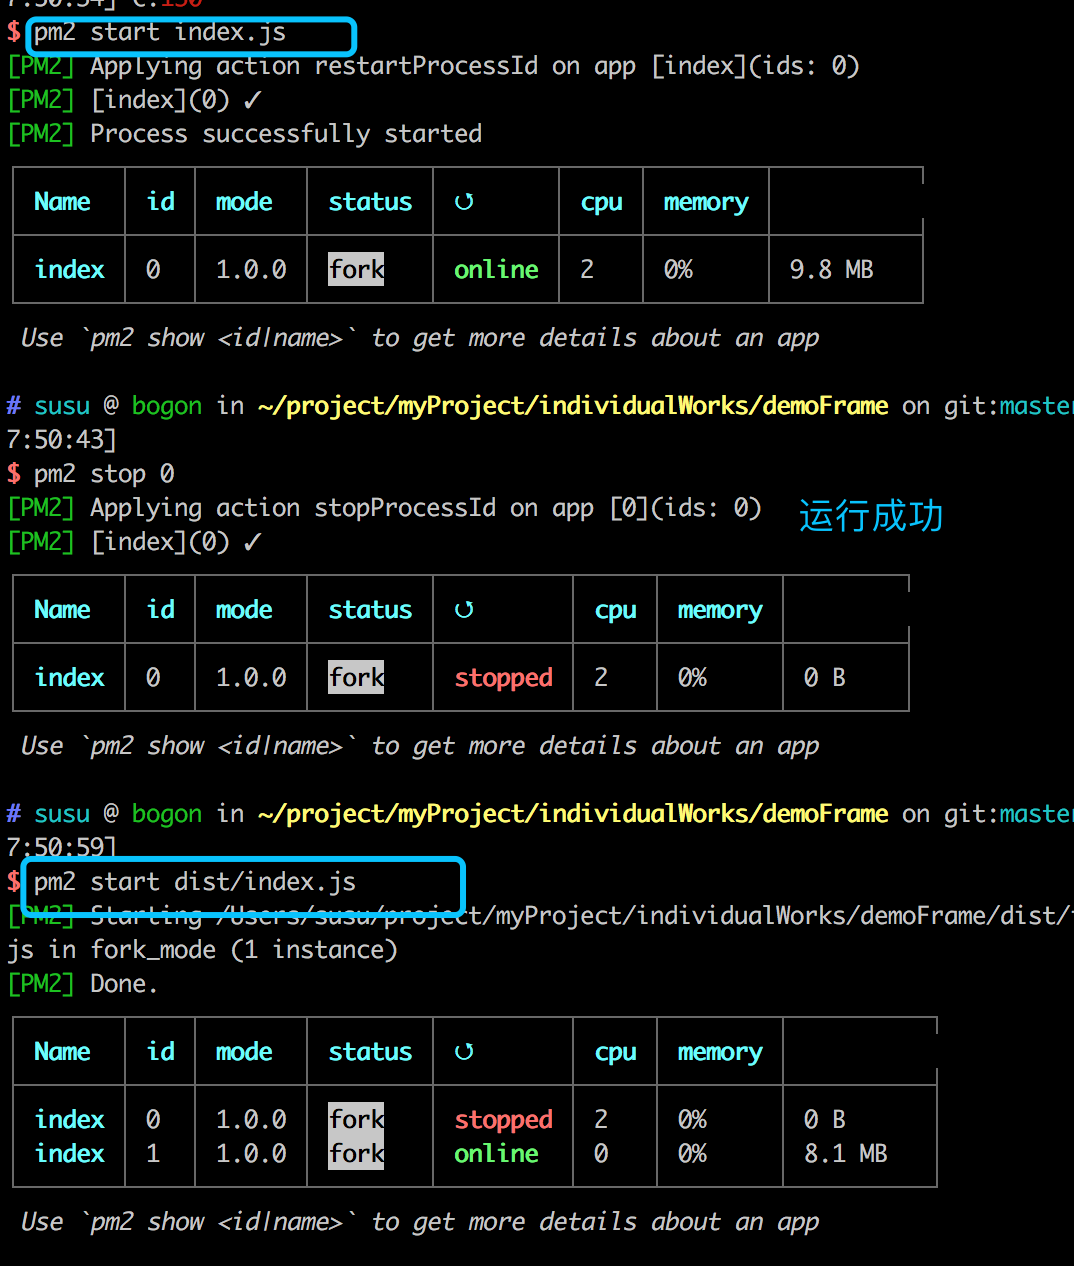 7:50:34] C:130
$ pm2 start index.js
[PM2] Applying action restartProcessId on app [index](ids: 0)
[PM2] [index](0) ✓
[PM2] Process successfully started
Name id mode status ↺ cpu memory
index 0 1.0.0 fork online 2 0% 9.8 MB
Use `pm2 show <id|name>` to get more details about an app
# susu @ bogon in ~/project/myProject/individualWorks/demoFrame on git:master
7:50:43]
$ pm2 stop 0
[PM2] Applying action stopProcessId on app [0](ids: 0) 运行成功
[PM2] [index](0) ✓
Name id mode status ↺ cpu memory
index 0 1.0.0 fork stopped 2 0% 0 B
Use `pm2 show <id|name>` to get more details about an app
# susu @ bogon in ~/project/myProject/individualWorks/demoFrame on git:master
7:50:59]
$ pm2 start dist/index.js
[PM2] Starting /Users/susu/project/myProject/individualWorks/demoFrame/dist/
js in fork_mode (1 instance)
[PM2] Done.
Name id mode status ↺ cpu memory
index 0 1.0.0 fork stopped 2 0% 0 B
index 1 1.0.0 fork online 0 0% 8.1 MB
Use `pm2 show <id|name>` to get more details about an app